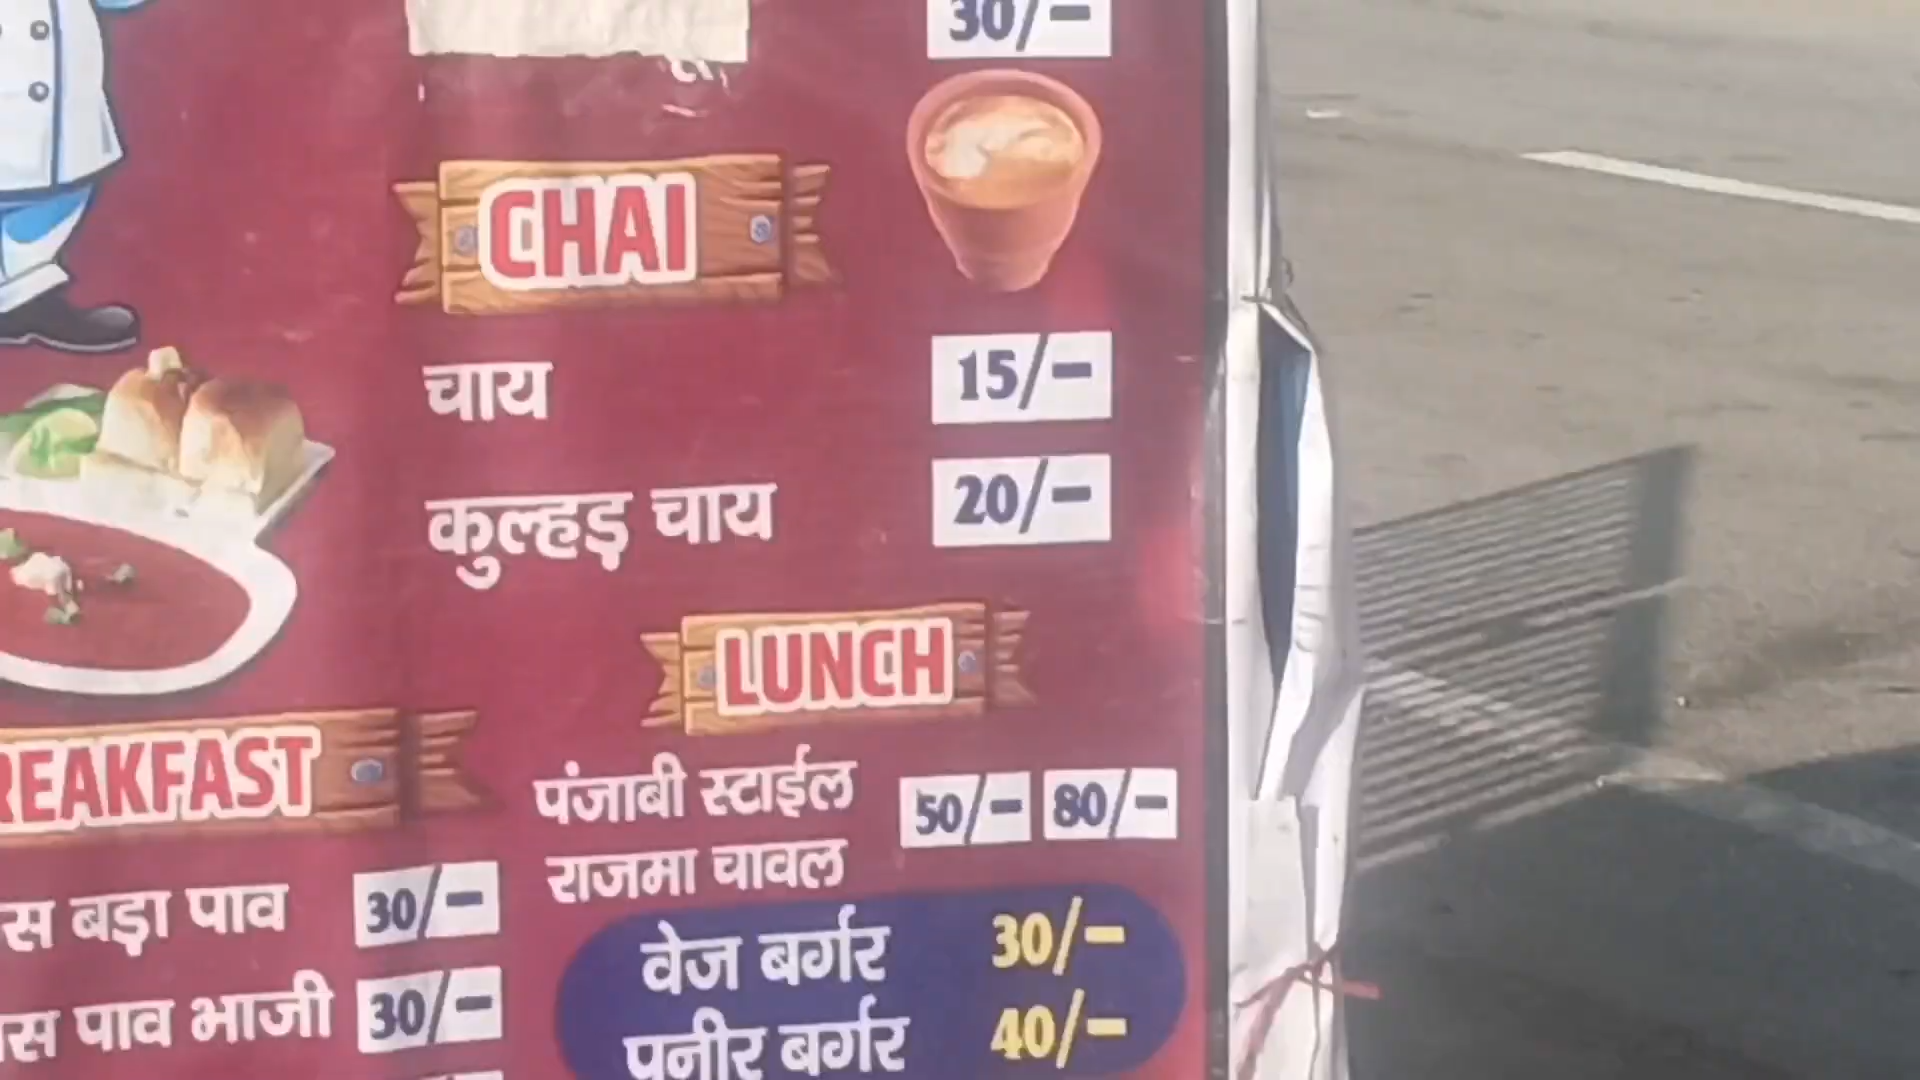 30/-
CHAI
चाय 15/-
कुल्हड़ चाय 20/-
LUNCH
पंजाबी स्टाईल 50/- 80/-
राजमा चावल
वेज बर्गर 30/-
पनीर बर्गर 40/-
REAKFAST
स बड़ा पाव 30/-
स पाव भाजी 30/-